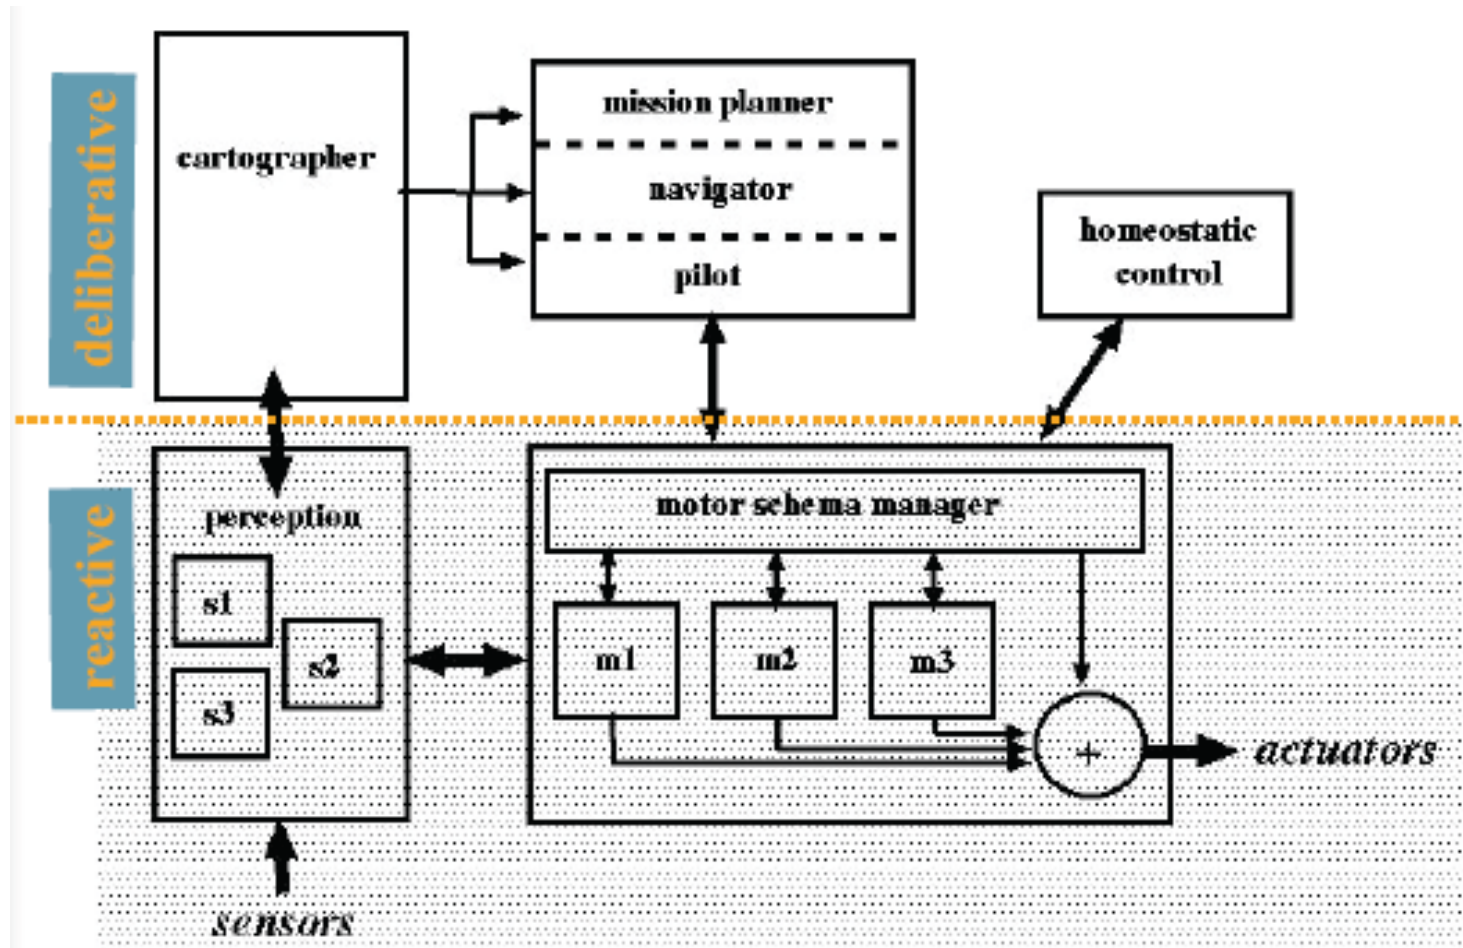 deliberative
cartographer
mission planner
navigator
pilot
homeostatic
control
reactive
perception
s1
s2
s3
motor schema manager
m1
m2
m3
+
actuators
sensors